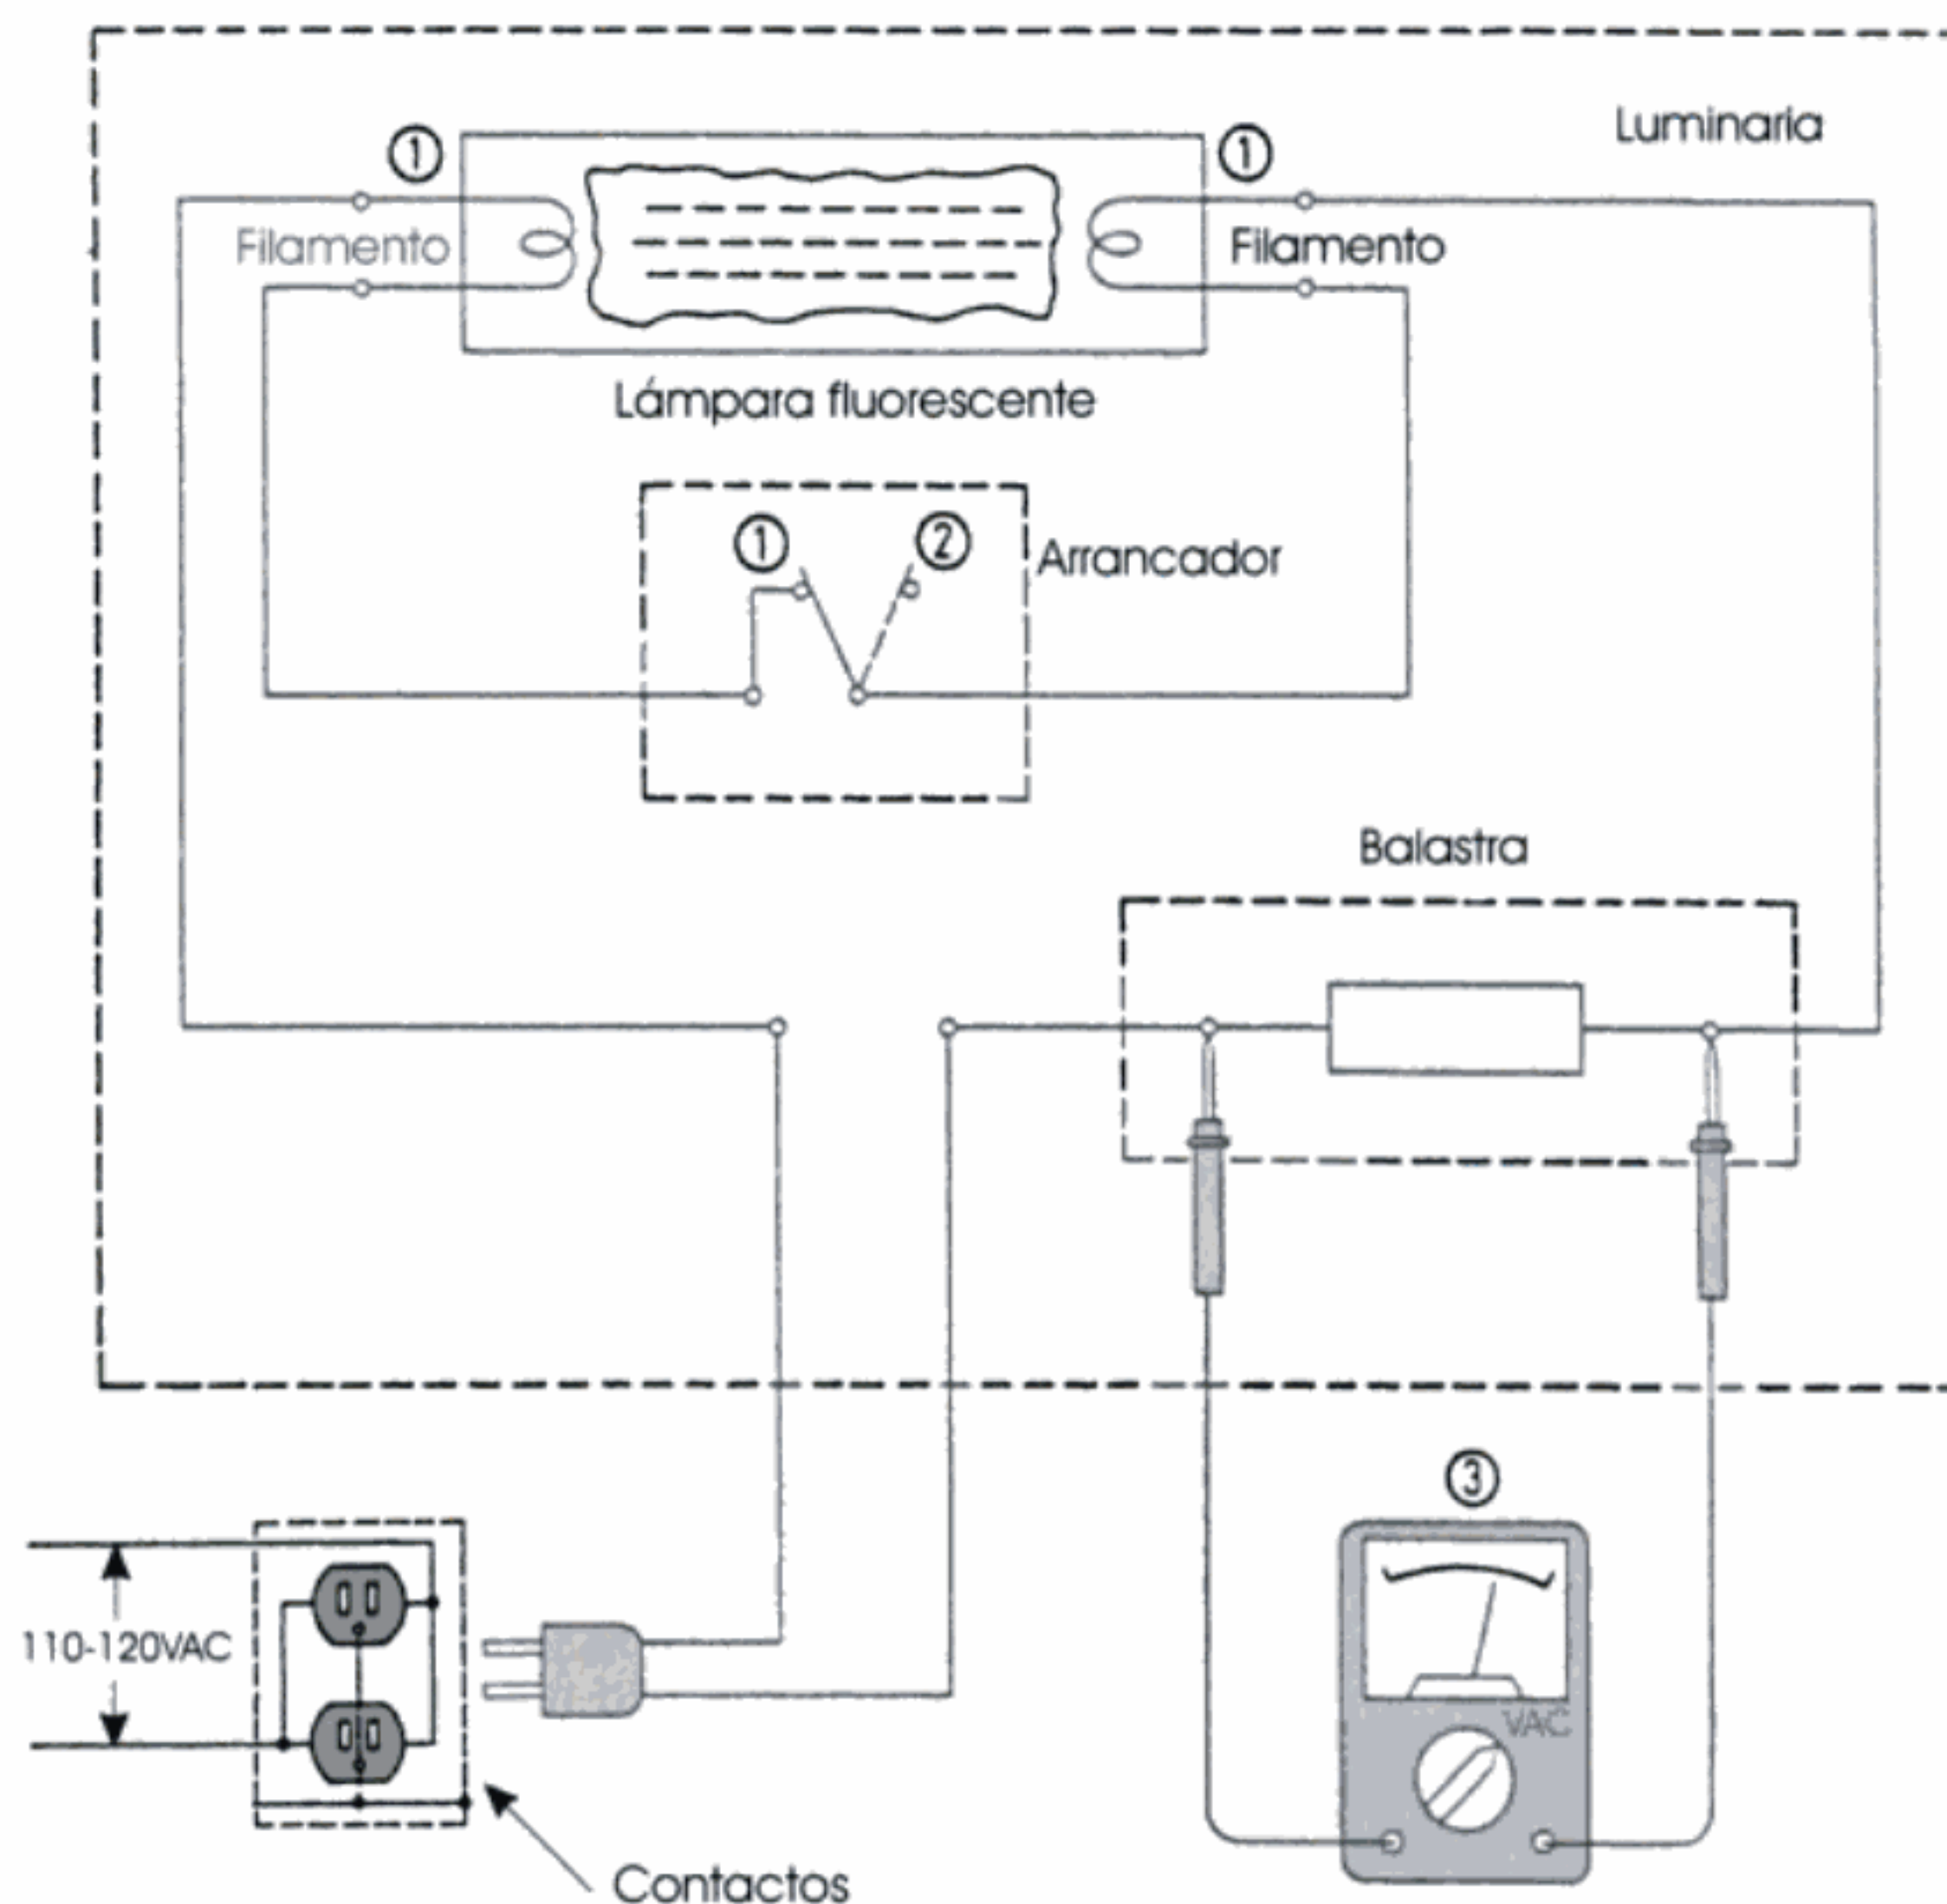 Luminaria
① ①
Filamento Filamento
Lámpara fluorescente
① ②
Arrancador
Balastra
③
110-120VAC
VAC
Contactos